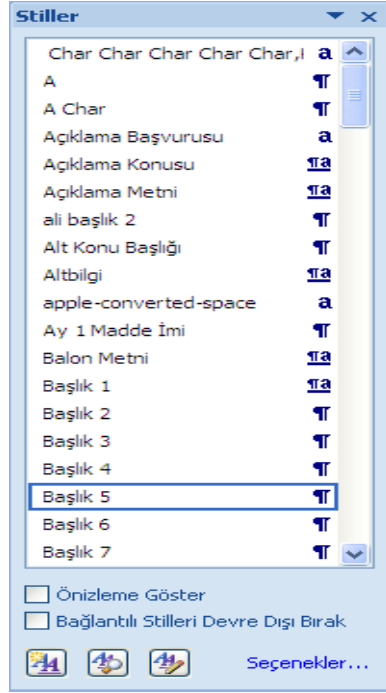 Stiller
Char Char Char Char Char,
A
A Char
Açıklama Başvurusu
Açıklama Konusu
Açıklama Metni
ali başlık 2
Alt Konu Başlığı
Altbilgi
apple-converted-space
Ay 1 Madde İmi
Balon Metni
Başlık 1
Başlık 2
Başlık 3
Başlık 4
Başlık 5
Başlık 6
Başlık 7
Önizleme Göster
Bağlantılı Stilleri Devre Dışı Bırak
Seçenekler...